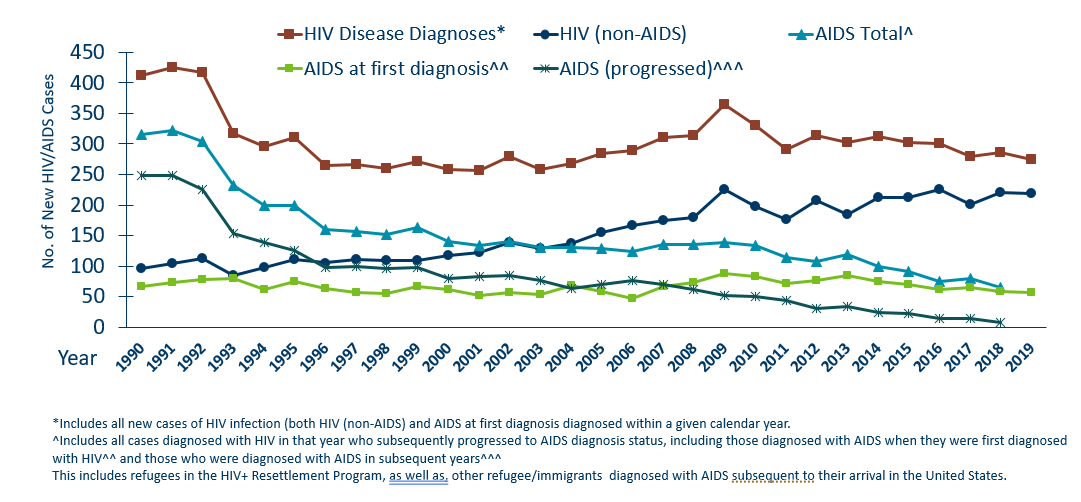 HIV Disease Diagnoses* HIV (non-AIDS) AIDS Total^
AIDS at first diagnosis^^ AIDS (progressed)^^^
No. of New HIV/AIDS Cases
450
400
350
300
250
200
150
100
50
0
Year 1990 1991 1992 1993 1994 1995 1996 1997 1998 1999 2000 2001 2002 2003 2004 2005 2006 2007 2008 2009 2010 2011 2012 2013 2014 2015 2016 2017 2018 2019
*Includes all new cases of HIV infection (both HIV (non-AIDS) and AIDS at first diagnosis diagnosed within a given calendar year.
^Includes all cases diagnosed with HIV in that year who subsequently progressed to AIDS diagnosis status, including those diagnosed with AIDS when they were first diagnosed
with HIV^^ and those who were diagnosed with AIDS in subsequent years^^^
This includes refugees in the HIV+ Resettlement Program, as well as, other refugee/immigrants diagnosed with AIDS subsequent to their arrival in the United States.